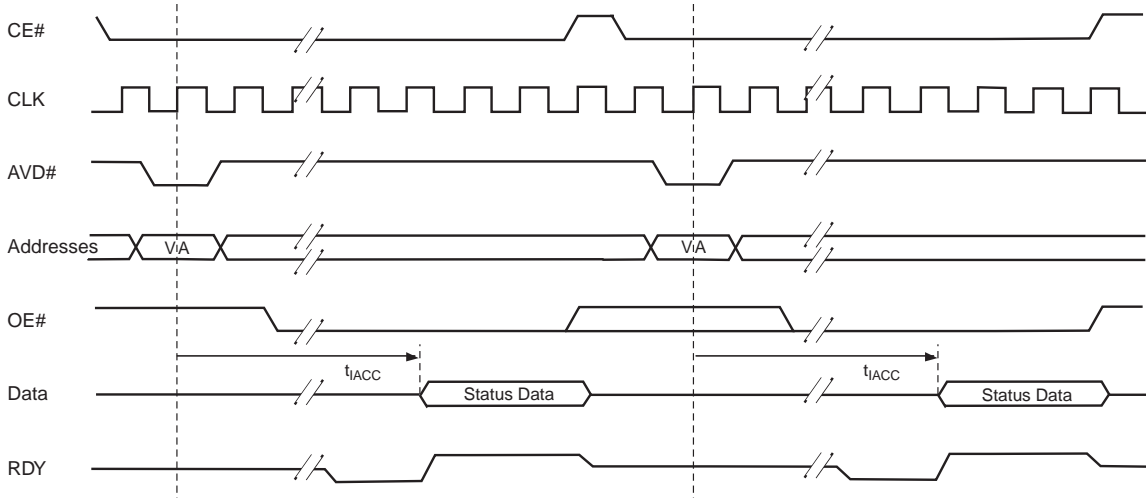 CE#
CLK
AVD#
Addresses VA VA
OE#
tIACC tIACC
Data Status Data Status Data
RDY